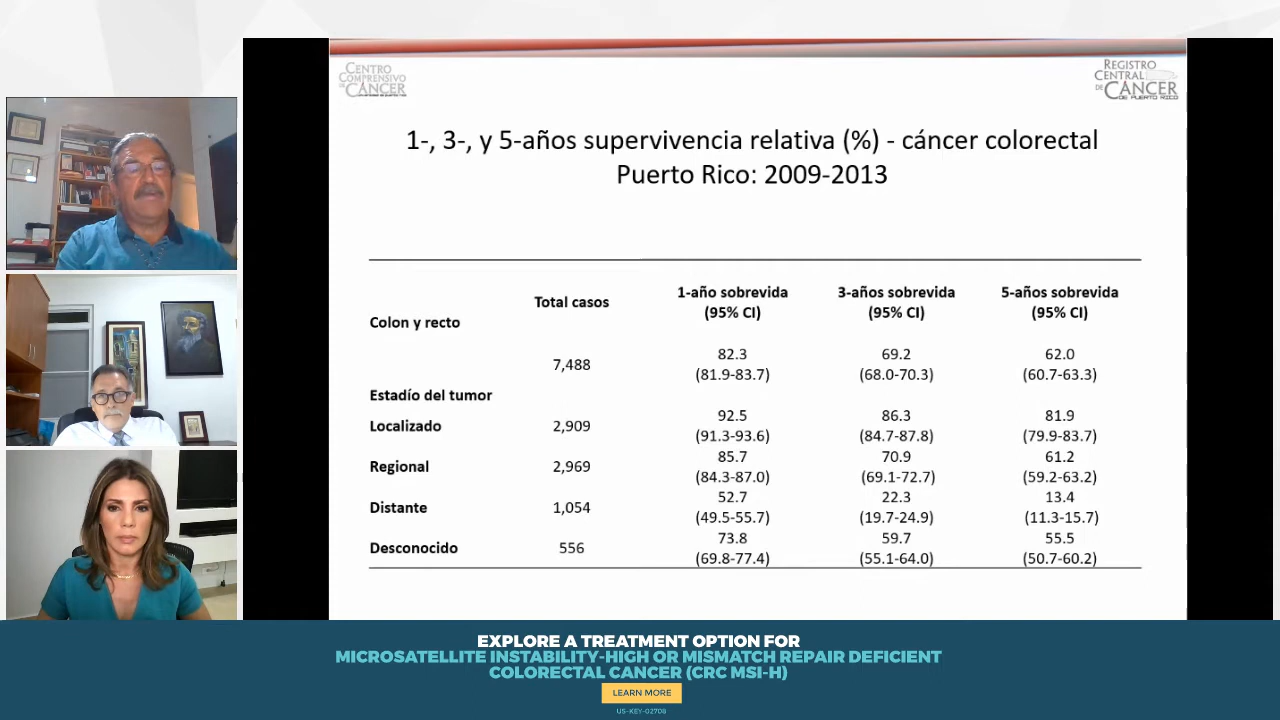 CENTRO
COMPRENSIVO
DE CÁNCER
REGISTRO
CENTRAL
DE CÁNCER
DE PUERTO RICO
1-, 3-, y 5-años supervivencia relativa (%) - cáncer colorectal
Puerto Rico: 2009-2013
Colon y recto Total casos 1-año sobrevida (95% CI) 3-años sobrevida (95% CI) 5-años sobrevida (95% CI)
7,488 82.3 (81.9-83.7) 69.2 (68.0-70.3) 62.0 (60.7-63.3)
Estadío del tumor
Localizado 2,909 92.5 (91.3-93.6) 86.3 (84.7-87.8) 81.9 (79.9-83.7)
Regional 2,969 85.7 (84.3-87.0) 70.9 (69.1-72.7) 61.2 (59.2-63.2)
Distante 1,054 52.7 (49.5-55.7) 22.3 (19.7-24.9) 13.4 (11.3-15.7)
Desconocido 556 73.8 (69.8-77.4) 59.7 (55.1-64.0) 55.5 (50.7-60.2)
EXPLORE A TREATMENT OPTION FOR
MICROSATELLITE INSTABILITY-HIGH OR MISMATCH REPAIR DEFICIENT
COLORECTAL CANCER (CRC MSI-H)
LEARN MORE
US-KEY-02708